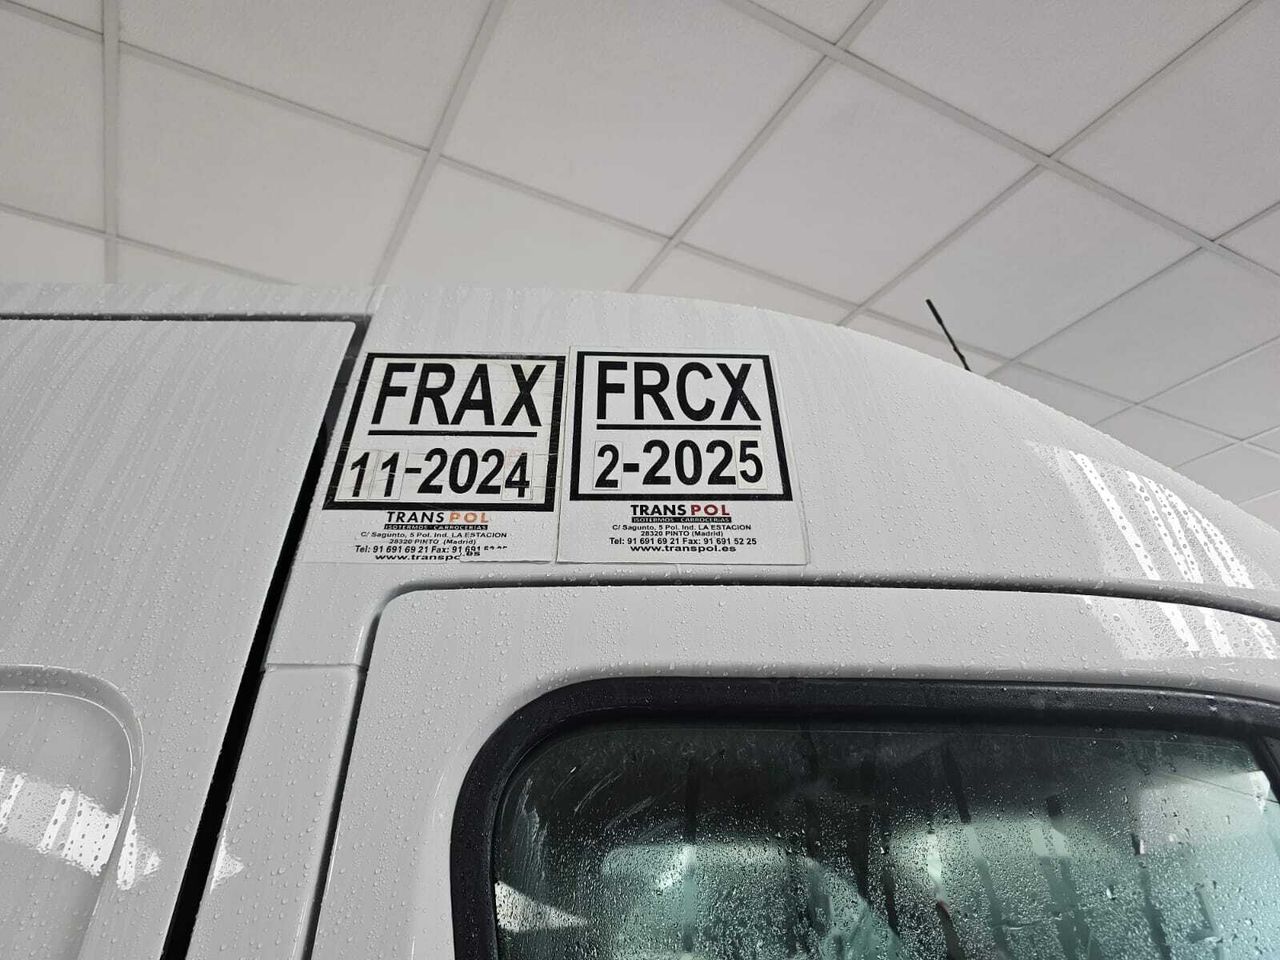 FRAX
11-2024
TRANSPOL
ISOTERMOS - CARROCERIAS
C/ Sagunto, 5 Pol. Ind. LA ESTACION
28320 PINTO (Madrid)
Tel: 91 691 69 21 Fax: 91 691 52
www.transpol.es
FRCX
2-2025
TRANSPOL
ISOTERMOS - CARROCERIAS
C/ Sagunto, 5 Pol. Ind. LA ESTACION
28320 PINTO (Madrid)
Tel: 91 691 69 21 Fax: 91 691 52 25
www.transpol.es